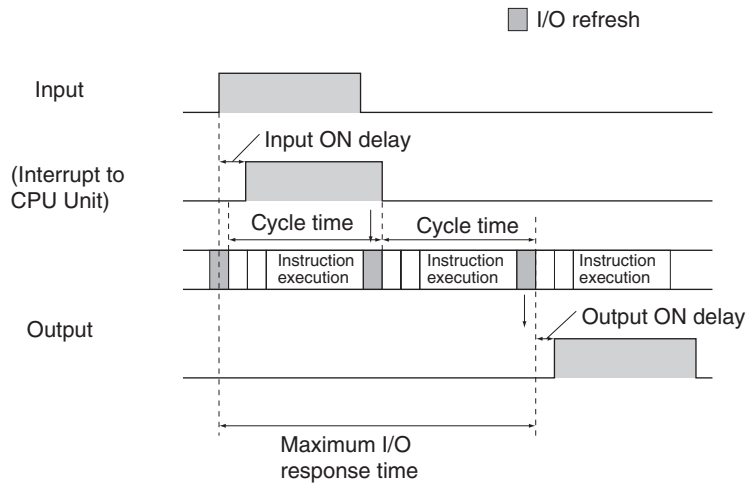 I/O refresh
Input
Input ON delay
(Interrupt to
CPU Unit)
Cycle time
Cycle time
Instruction
execution
Instruction
execution
Instruction
execution
Output
Output ON delay
Maximum I/O
response time